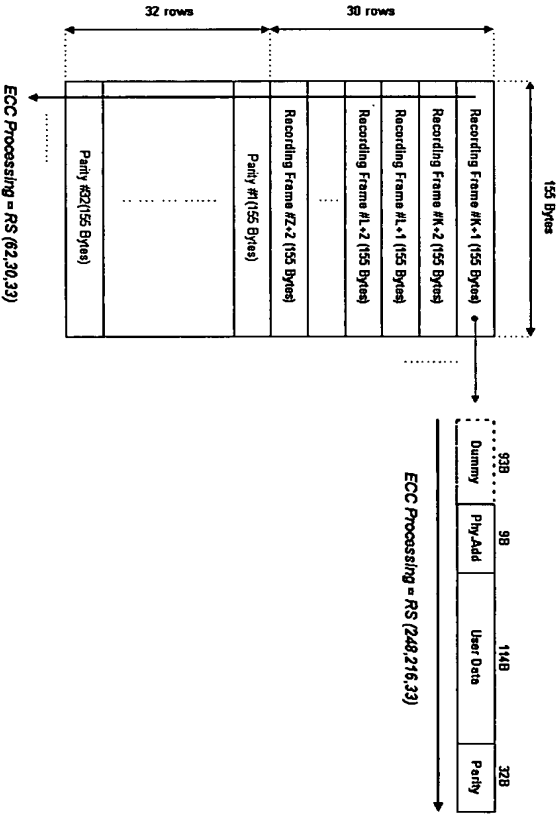 155 Bytes
30 rows
32 rows
Recording Frame #K+1 (155 Bytes)
Recording Frame #K+2 (155 Bytes)
Recording Frame #L+1 (155 Bytes)
Recording Frame #L+2 (155 Bytes)
Recording Frame #Z+2 (155 Bytes)
Parity #1(155 Bytes)
Parity #32(155 Bytes)
ECC Processing = RS (62,30,33)
93B 9B 114B 32B
Dummy Phy.Add User Data Parity
ECC Processing = RS (248,216,33)